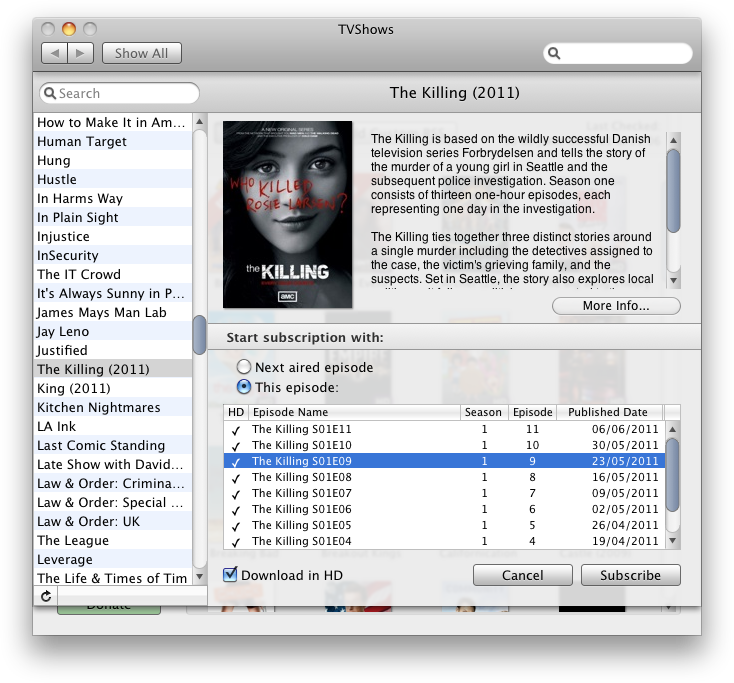 TVShows
Show All
Search
The Killing (2011)
How to Make It in Am...
Human Target
Hung
Hustle
In Harms Way
In Plain Sight
Injustice
InSecurity
The IT Crowd
It's Always Sunny in P...
James Mays Man Lab
Jay Leno
Justified
The Killing (2011)
King (2011)
Kitchen Nightmares
LA Ink
Last Comic Standing
Late Show with David...
Law & Order: Crimina...
Law & Order: Special ...
Law & Order: UK
The League
Leverage
The Life & Times of Tim
Donate
A NEW ORIGINAL SERIES
WHO KILLED
ROSIE LARSEN?
the KILLING
amc
The Killing is based on the wildly successful Danish
television series Forbrydelsen and tells the story of
the murder of a young girl in Seattle and the
subsequent police investigation. Season one
consists of thirteen one-hour episodes, each
representing one day in the investigation.
The Killing ties together three distinct stories around
a single murder including the detectives assigned to
the case, the victim's grieving family, and the
suspects. Set in Seattle, the story also explores local
More Info...
Start subscription with:
Next aired episode
This episode:
HD Episode Name Season Episode Published Date
✓ The Killing S01E11 1 11 06/06/2011
✓ The Killing S01E10 1 10 30/05/2011
✓ The Killing S01E09 1 9 23/05/2011
✓ The Killing S01E08 1 8 16/05/2011
✓ The Killing S01E07 1 7 09/05/2011
✓ The Killing S01E06 1 6 02/05/2011
✓ The Killing S01E05 1 5 26/04/2011
✓ The Killing S01E04 1 4 19/04/2011
Download in HD
Cancel
Subscribe